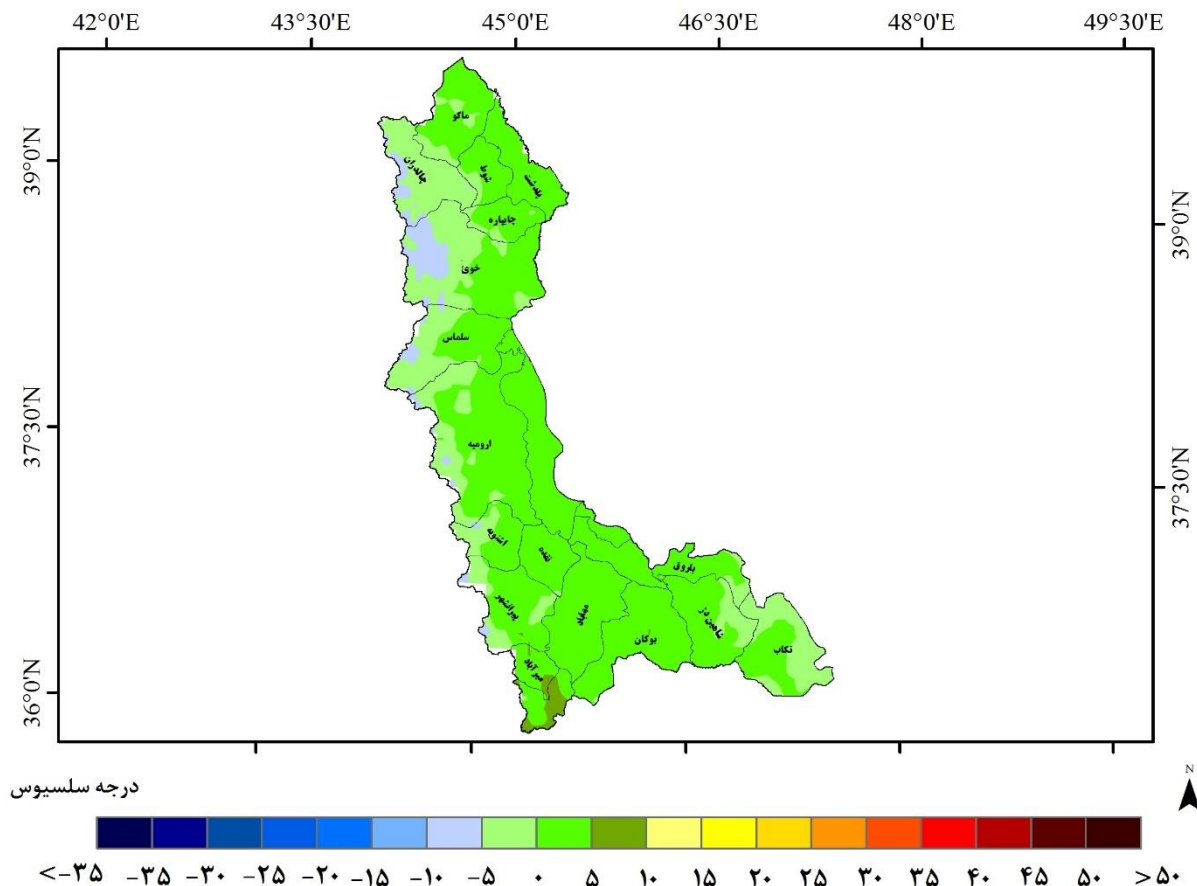 42°0'E 43°30'E 45°0'E 46°30'E 48°0'E 49°30'E
39°0'N
39°0'N
37°30'N
37°30'N
36°0'N
ماکو
چالدران
شوط
پلدشت
چایپاره
خوی
سلماس
ارومیه
اشنویه
نقده
پیرانشهر
مهاباد
میرآباد
بوکان
باروق
شاهین دژ
تکاب
درجه سلسیوس
N
<-۳۵ -۳۵ -۳۰ -۲۵ -۲۰ -۱۵ -۱۰ -۵ ۰ ۵ ۱۰ ۱۵ ۲۰ ۲۵ ۳۰ ۳۵ ۴۰ ۴۵ ۵۰ >۵۰